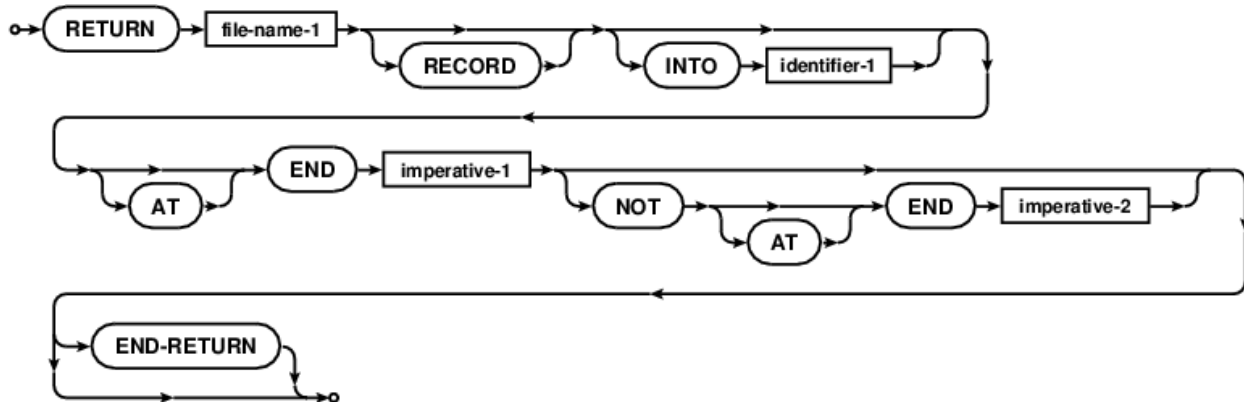 RETURN file-name-1
RECORD INTO identifier-1
END imperative-1
AT NOT END imperative-2
AT
END-RETURN